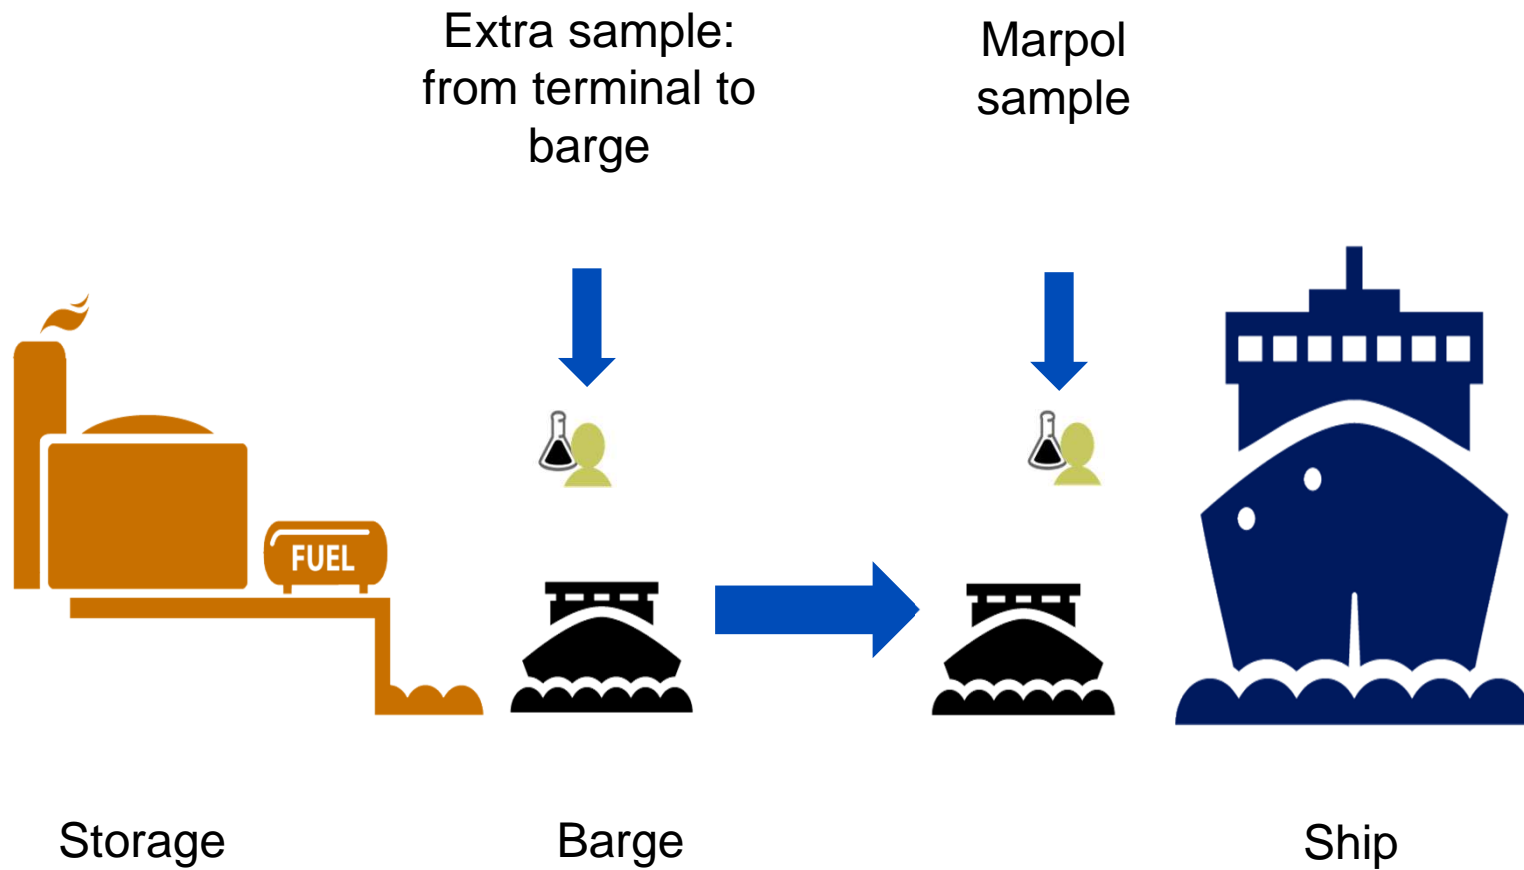 Extra sample:
from terminal to
barge
Marpol
sample
FUEL
Storage
Barge
Ship